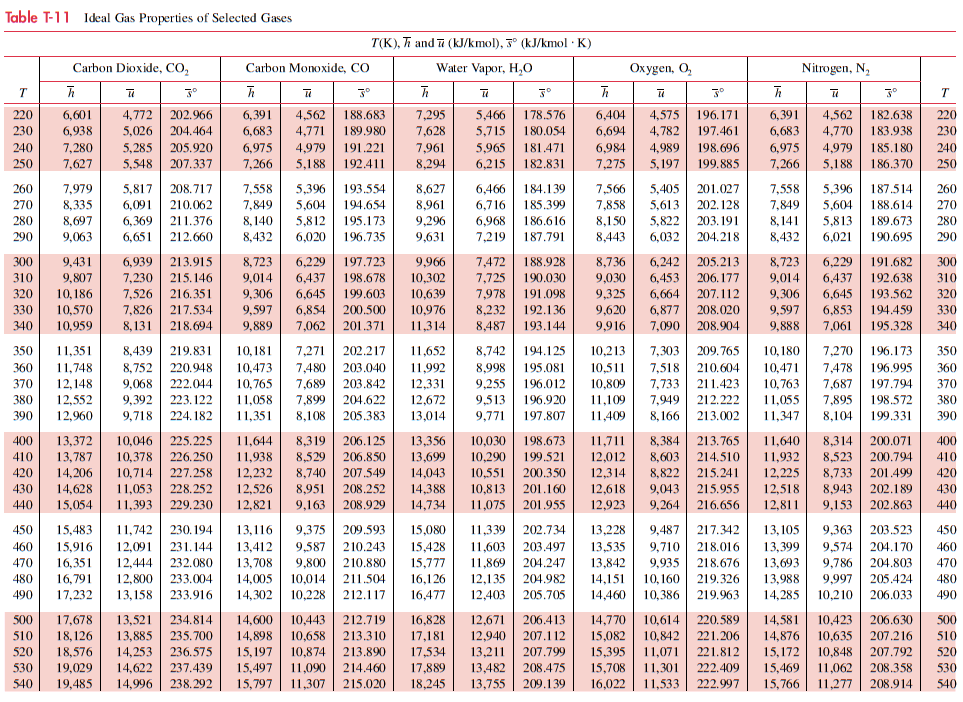 Table T-11 Ideal Gas Properties of Selected Gases
T(K), h̅ and u̅ (kJ/kmol), s̅° (kJ/kmol · K)
Carbon Dioxide, CO₂ Carbon Monoxide, CO Water Vapor, H₂O Oxygen, O₂ Nitrogen, N₂
T h̅ u̅ s̅° h̅ u̅ s̅° h̅ u̅ s̅° h̅ u̅ s̅° h̅ u̅ s̅° T
220 6,601 4,772 202.966 6,391 4,562 188.683 7,295 5,466 178.576 6,404 4,575 196.171 6,391 4,562 182.638 220
230 6,938 5,026 204.464 6,683 4,771 189.980 7,628 5,715 180.054 6,694 4,782 197.461 6,683 4,770 183.938 230
240 7,280 5,285 205.920 6,975 4,979 191.221 7,961 5,965 181.471 6,984 4,989 198.696 6,975 4,979 185.180 240
250 7,627 5,548 207.337 7,266 5,188 192.411 8,294 6,215 182.831 7,275 5,197 199.885 7,266 5,188 186.370 250
260 7,979 5,817 208.717 7,558 5,396 193.554 8,627 6,466 184.139 7,566 5,405 201.027 7,558 5,396 187.514 260
270 8,335 6,091 210.062 7,849 5,604 194.654 8,961 6,716 185.399 7,858 5,613 202.128 7,849 5,604 188.614 270
280 8,697 6,369 211.376 8,140 5,812 195.173 9,296 6,968 186.616 8,150 5,822 203.191 8,141 5,813 189.673 280
290 9,063 6,651 212.660 8,432 6,020 196.735 9,631 7,219 187.791 8,443 6,032 204.218 8,432 6,021 190.695 290
300 9,431 6,939 213.915 8,723 6,229 197.723 9,966 7,472 188.928 8,736 6,242 205.213 8,723 6,229 191.682 300
310 9,807 7,230 215.146 9,014 6,437 198.678 10,302 7,725 190.030 9,030 6,453 206.177 9,014 6,437 192.638 310
320 10,186 7,526 216.351 9,306 6,645 199.603 10,639 7,978 191.098 9,325 6,664 207.112 9,306 6,645 193.562 320
330 10,570 7,826 217.534 9,597 6,854 200.500 10,976 8,232 192.136 9,620 6,877 208.020 9,597 6,853 194.459 330
340 10,959 8,131 218.694 9,889 7,062 201.371 11,314 8,487 193.144 9,916 7,090 208.904 9,888 7,061 195.328 340
350 11,351 8,439 219.831 10,181 7,271 202.217 11,652 8,742 194.125 10,213 7,303 209.765 10,180 7,270 196.173 350
360 11,748 8,752 220.948 10,473 7,480 203.040 11,992 8,998 195.081 10,511 7,518 210.604 10,471 7,478 196.995 360
370 12,148 9,068 222.044 10,765 7,689 203.842 12,331 9,255 196.012 10,809 7,733 211.423 10,763 7,687 197.794 370
380 12,552 9,392 223.122 11,058 7,899 204.622 12,672 9,513 196.920 11,109 7,949 212.222 11,055 7,895 198.572 380
390 12,960 9,718 224.182 11,351 8,108 205.383 13,014 9,771 197.807 11,409 8,166 213.002 11,347 8,104 199.331 390
400 13,372 10,046 225.225 11,644 8,319 206.125 13,356 10,030 198.673 11,711 8,384 213.765 11,640 8,314 200.071 400
410 13,787 10,378 226.250 11,938 8,529 206.850 13,699 10,290 199.521 12,012 8,603 214.510 11,932 8,523 200.794 410
420 14,206 10,714 227.258 12,232 8,740 207.549 14,043 10,551 200.350 12,314 8,822 215.241 12,225 8,733 201.499 420
430 14,628 11,053 228.252 12,526 8,951 208.252 14,388 10,813 201.160 12,618 9,043 215.955 12,518 8,943 202.189 430
440 15,054 11,393 229.230 12,821 9,163 208.929 14,734 11,075 201.955 12,923 9,264 216.656 12,811 9,153 202.863 440
450 15,483 11,742 230.194 13,116 9,375 209.593 15,080 11,339 202.734 13,228 9,487 217.342 13,105 9,363 203.523 450
460 15,916 12,091 231.144 13,412 9,587 210.243 15,428 11,603 203.497 13,535 9,710 218.016 13,399 9,574 204.170 460
470 16,351 12,444 232.080 13,708 9,800 210.880 15,777 11,869 204.247 13,842 9,935 218.676 13,693 9,786 204.803 470
480 16,791 12,800 233.004 14,005 10,014 211.504 16,126 12,135 204.982 14,151 10,160 219.326 13,988 9,997 205.424 480
490 17,232 13,158 233.916 14,302 10,228 212.117 16,477 12,403 205.705 14,460 10,386 219.963 14,285 10,210 206.033 490
500 17,678 13,521 234.814 14,600 10,443 212.719 16,828 12,671 206.413 14,770 10,614 220.589 14,581 10,423 206.630 500
510 18,126 13,885 235.700 14,898 10,658 213.310 17,181 12,940 207.112 15,082 10,842 221.206 14,876 10,635 207.216 510
520 18,576 14,253 236.575 15,197 10,874 213.890 17,534 13,211 207.799 15,395 11,071 221.812 15,172 10,848 207.792 520
530 19,029 14,622 237.439 15,497 11,090 214.460 17,889 13,482 208.475 15,708 11,301 222.409 15,469 11,062 208.358 530
540 19,485 14,996 238.292 15,797 11,307 215.020 18,245 13,755 209.139 16,022 11,533 222.997 15,766 11,277 208.914 540